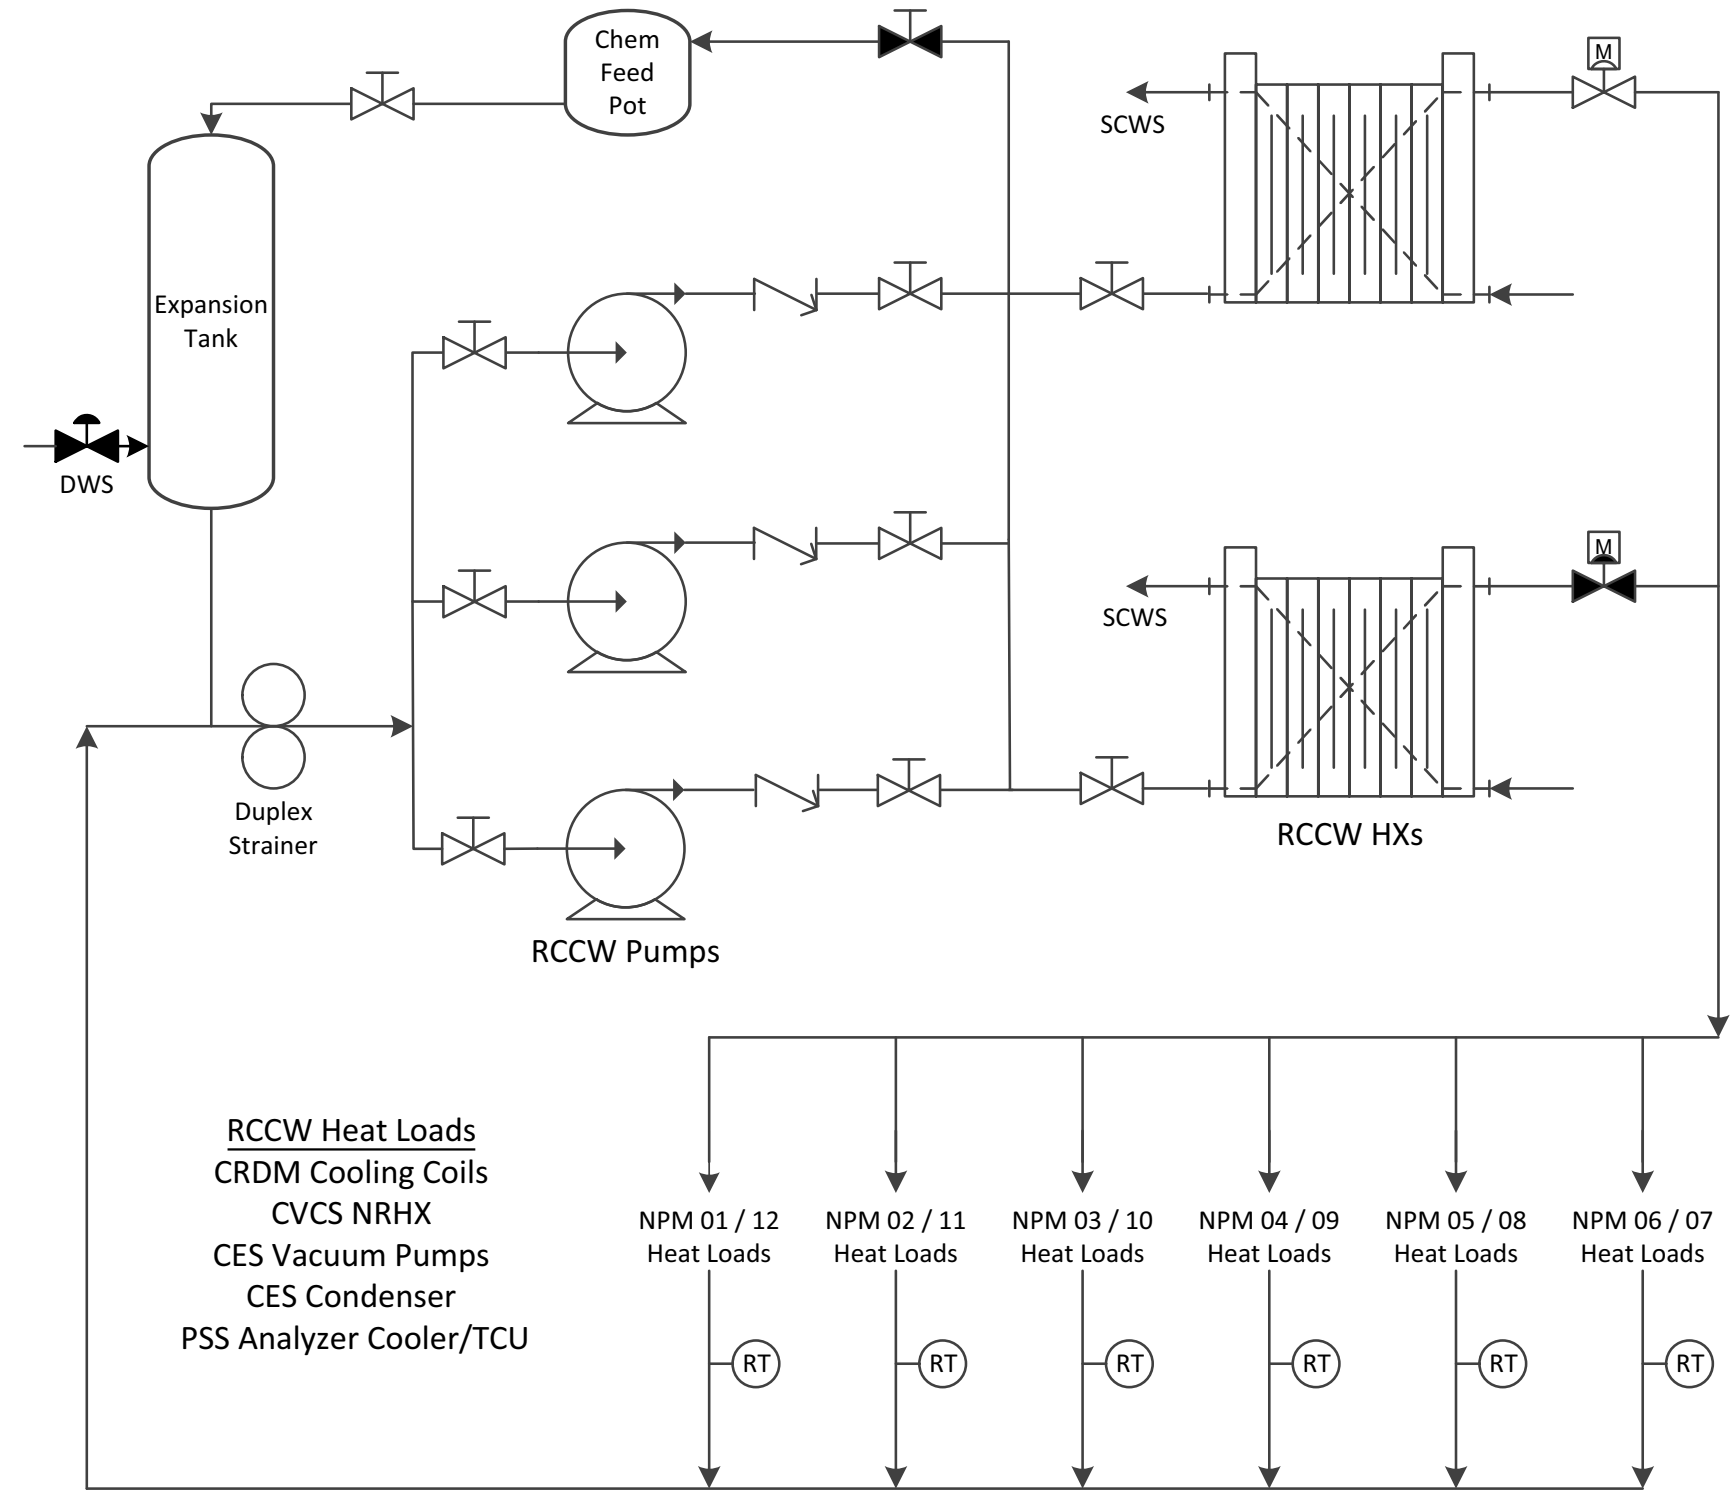 Chem
Feed
Pot
M
SCWS
Expansion
Tank
DWS
M
SCWS
Duplex
Strainer
RCCW HXs
RCCW Pumps
RCCW Heat Loads
CRDM Cooling Coils
CVCS NRHX
CES Vacuum Pumps
CES Condenser
PSS Analyzer Cooler/TCU
NPM 01 / 12
Heat Loads
NPM 02 / 11
Heat Loads
NPM 03 / 10
Heat Loads
NPM 04 / 09
Heat Loads
NPM 05 / 08
Heat Loads
NPM 06 / 07
Heat Loads
RT
RT
RT
RT
RT
RT